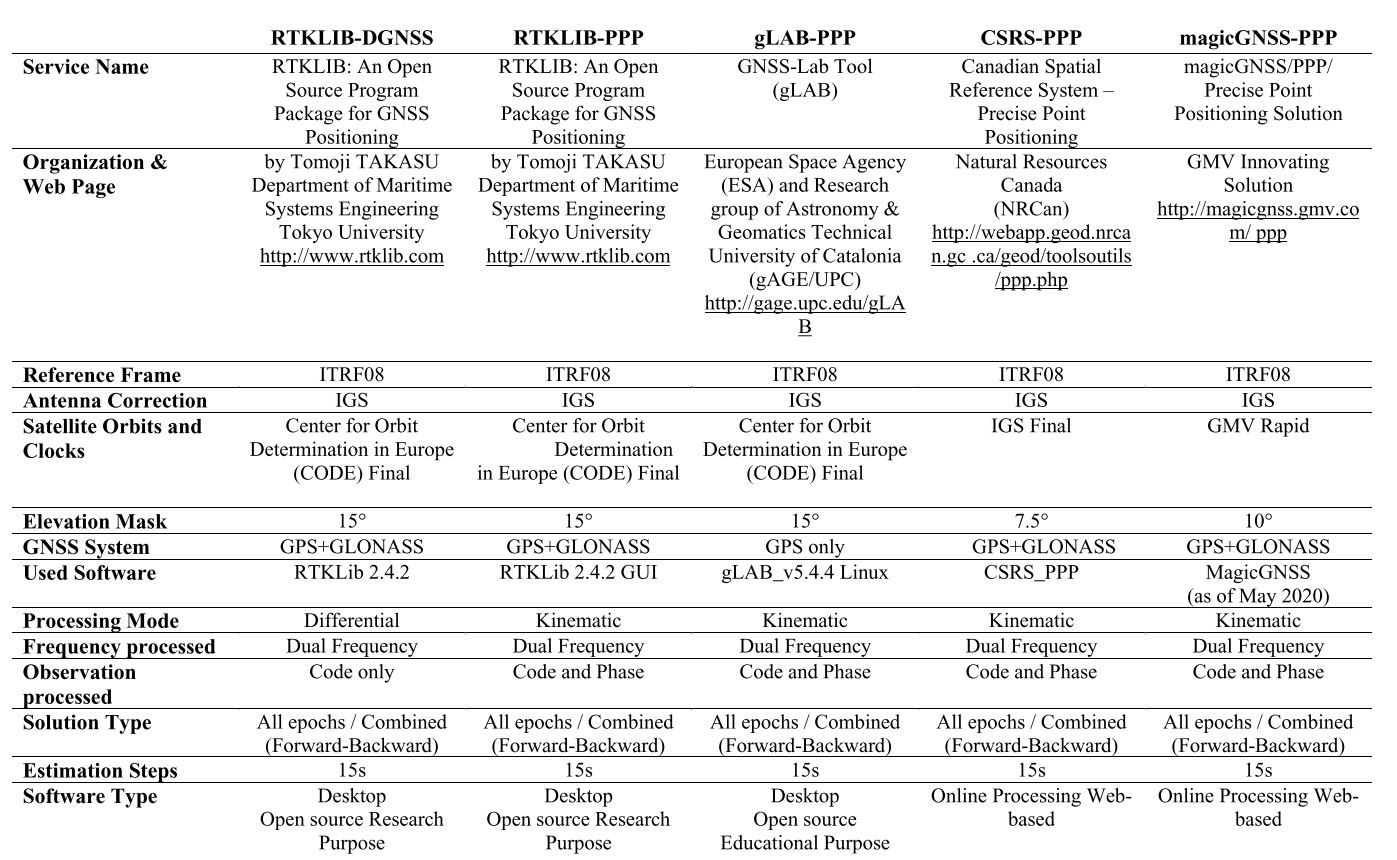 RTKLIB-DGNSS RTKLIB-PPP gLAB-PPP CSRS-PPP magicGNSS-PPP
Service Name RTKLIB: An Open RTKLIB: An Open GNSS-Lab Tool Canadian Spatial magicGNSS/PPP/
Source Program Source Program (gLAB) Reference System – Precise Point
Package for GNSS Package for GNSS Precise Point Positioning Solution
Positioning Positioning Positioning
Organization & by Tomoji TAKASU by Tomoji TAKASU European Space Agency Natural Resources GMV Innovating
Web Page Department of Maritime Department of Maritime (ESA) and Research Canada Solution
Systems Engineering Systems Engineering group of Astronomy & (NRCan) http://magicgnss.gmv.co
Tokyo University Tokyo University Geomatics Technical http://webapp.geod.nrca m/ ppp
http://www.rtklib.com http://www.rtklib.com University of Catalonia n.gc .ca/geod/toolsoutils
(gAGE/UPC) /ppp.php
http://gage.upc.edu/gLA
B
Reference Frame ITRF08 ITRF08 ITRF08 ITRF08 ITRF08
Antenna Correction IGS IGS IGS IGS IGS
Satellite Orbits and Center for Orbit Center for Orbit Center for Orbit IGS Final GMV Rapid
Clocks Determination in Europe Determination Determination in Europe
(CODE) Final in Europe (CODE) Final (CODE) Final
Elevation Mask 15° 15° 15° 7.5° 10°
GNSS System GPS+GLONASS GPS+GLONASS GPS only GPS+GLONASS GPS+GLONASS
Used Software RTKLib 2.4.2 RTKLib 2.4.2 GUI gLAB_v5.4.4 Linux CSRS_PPP MagicGNSS
(as of May 2020)
Processing Mode Differential Kinematic Kinematic Kinematic Kinematic
Frequency processed Dual Frequency Dual Frequency Dual Frequency Dual Frequency Dual Frequency
Observation Code only Code and Phase Code and Phase Code and Phase Code and Phase
processed
Solution Type All epochs / Combined All epochs / Combined All epochs / Combined All epochs / Combined All epochs / Combined
(Forward-Backward) (Forward-Backward) (Forward-Backward) (Forward-Backward) (Forward-Backward)
Estimation Steps 15s 15s 15s 15s 15s
Software Type Desktop Desktop Desktop Online Processing Web- Online Processing Web-
Open source Research Open source Research Open source based based
Purpose Purpose Educational Purpose